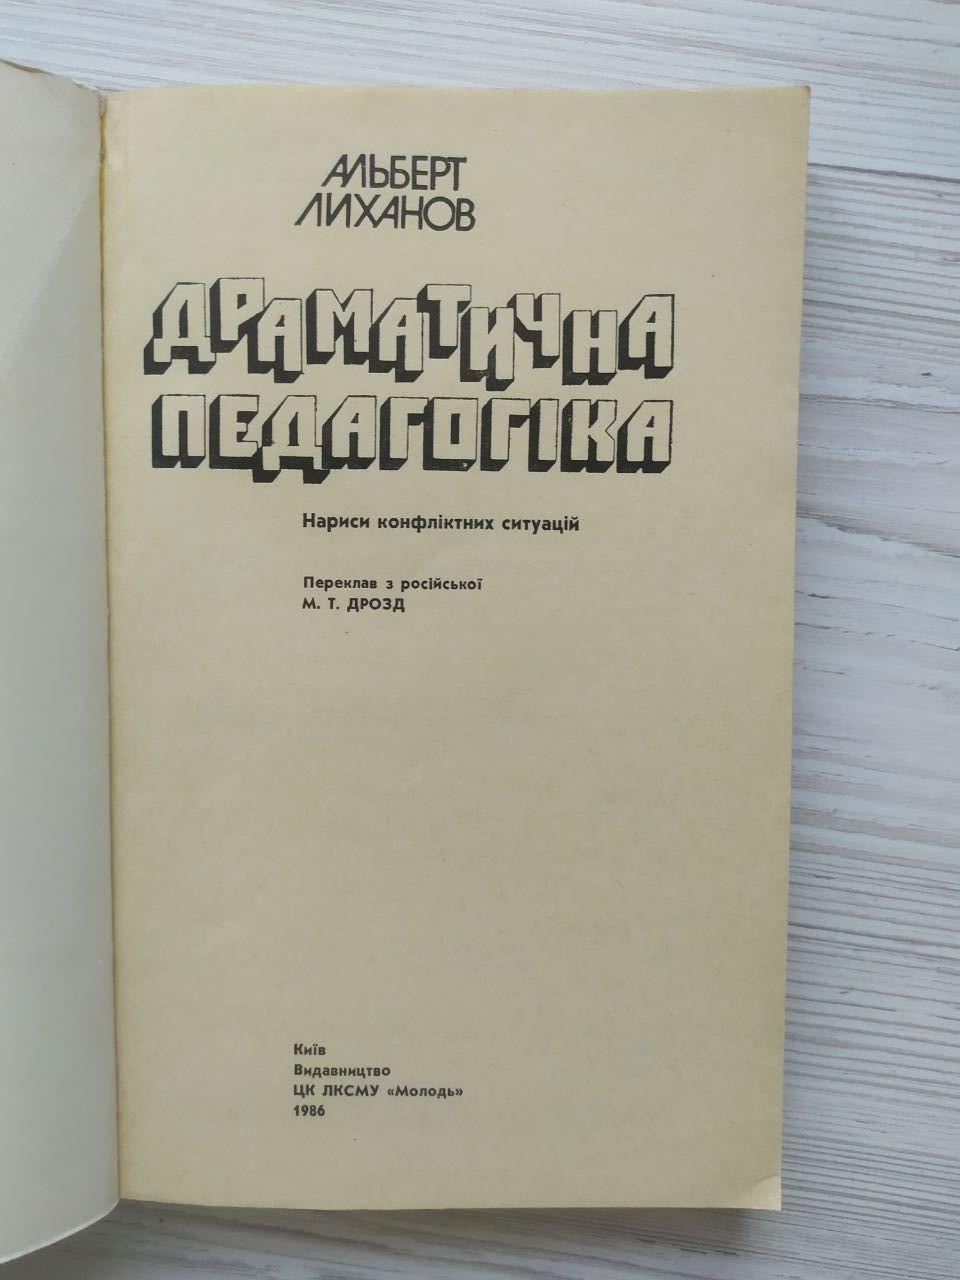 АЛЬБЕРТ
ЛИХАНОВ
ДРАМАТИЧНА
ПЕДАГОГІКА
Нариси конфліктних ситуацій
Переклав з російської
М. Т. ДРОЗД
Київ
Видавництво
ЦК ЛКСМУ «Молодь»
1986